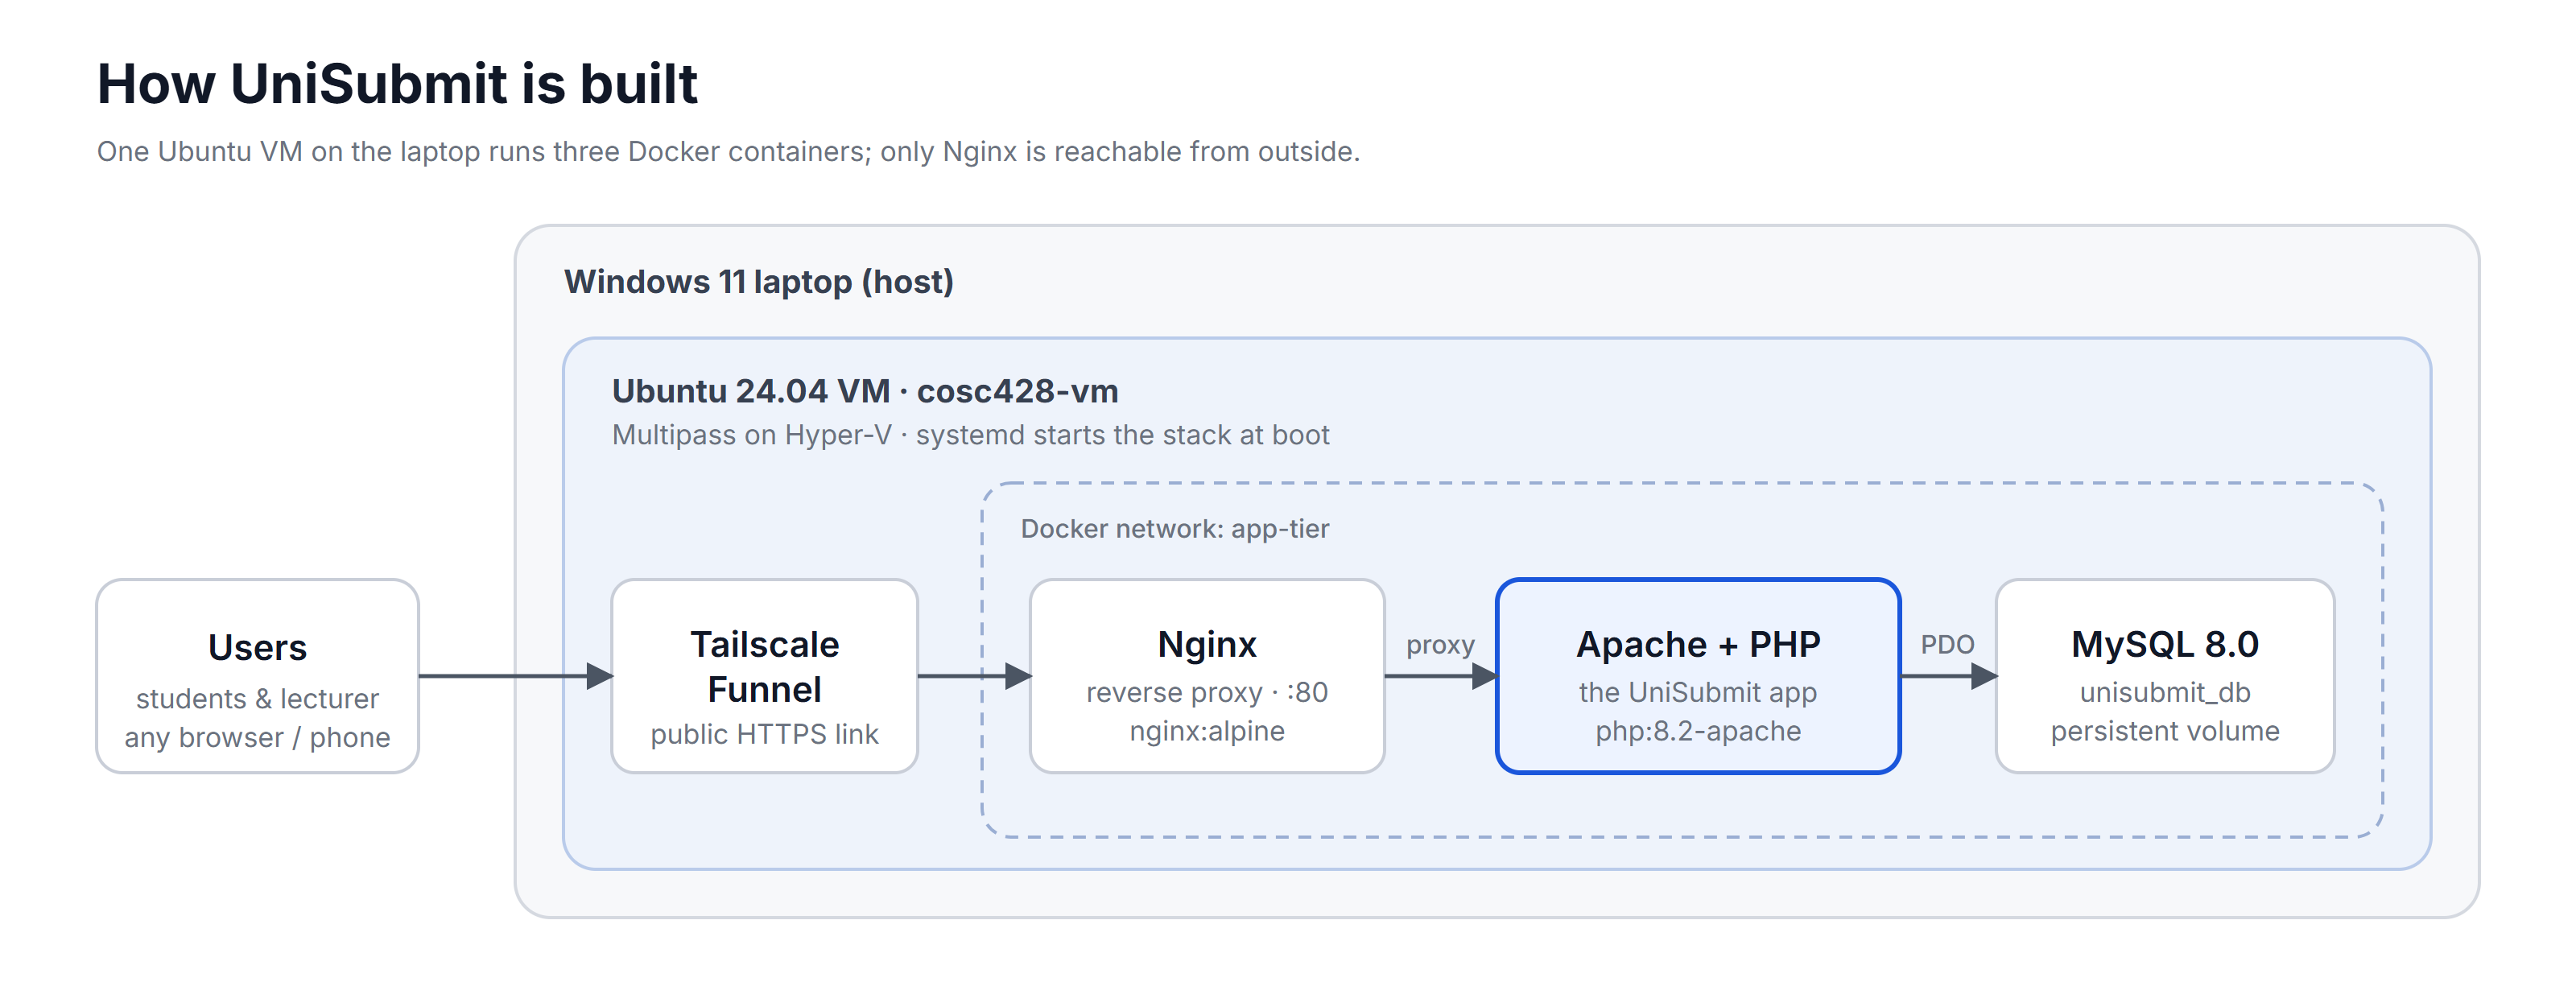 How UniSubmit is built
One Ubuntu VM on the laptop runs three Docker containers; only Nginx is reachable from outside.
Windows 11 laptop (host)
Ubuntu 24.04 VM · cosc428-vm
Multipass on Hyper-V · systemd starts the stack at boot
Docker network: app-tier
Users
students & lecturer
any browser / phone
Tailscale
Funnel
public HTTPS link
Nginx
reverse proxy · :80
nginx:alpine
proxy
Apache + PHP
the UniSubmit app
php:8.2-apache
PDO
MySQL 8.0
unisubmit_db
persistent volume